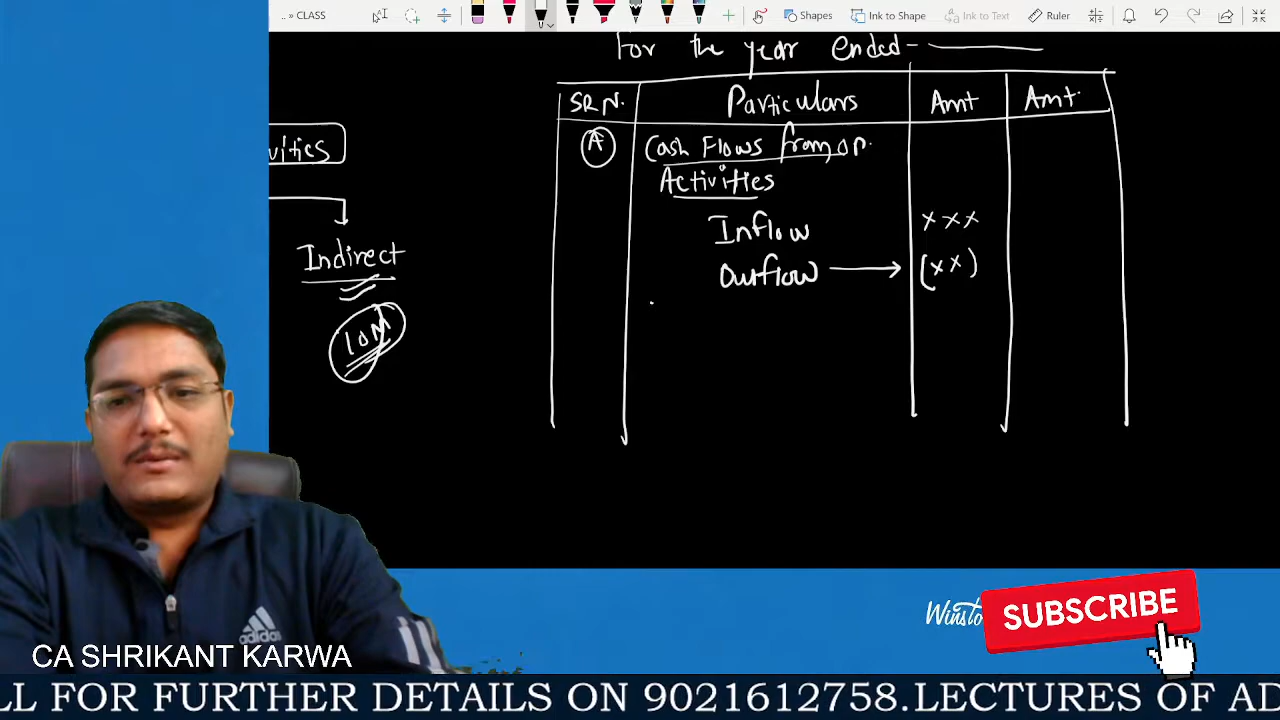 .. » CLASS
Shapes
Ink to Shape
Ink to Text
Ruler
For the year ended-
SR N. Particulars Amt Amt.
A Cash Flows from op.
Activities
Inflow xxx
Outflow (xx)
vities
Indirect
10M
adidas
SUBSCRIBE
CA SHRIKANT KARWA
LL FOR FURTHER DETAILS ON 9021612758.LECTURES OF AD